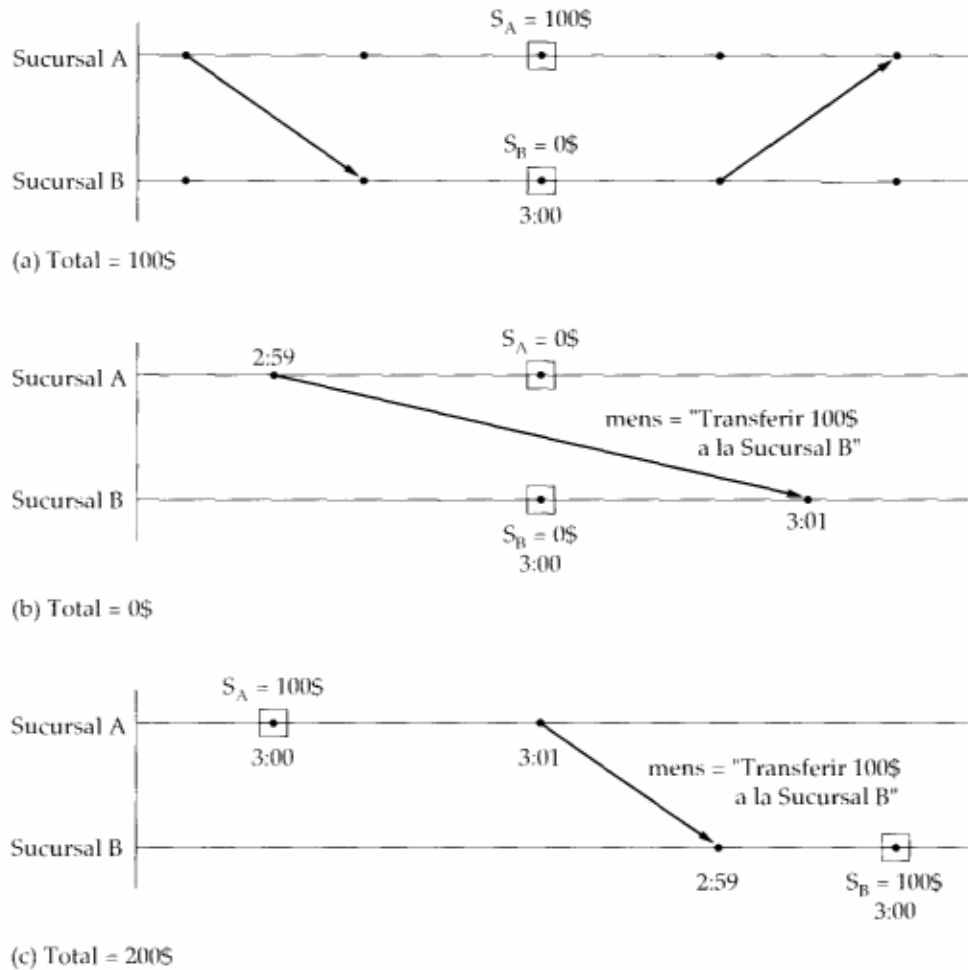 S_A = 100$
Sucursal A
S_B = 0$
Sucursal B
3:00
(a) Total = 100$
2:59
S_A = 0$
Sucursal A
mens = "Transferir 100$
a la Sucursal B"
Sucursal B
3:01
S_B = 0$
3:00
(b) Total = 0$
S_A = 100$
Sucursal A
3:00
3:01
mens = "Transferir 100$
a la Sucursal B"
Sucursal B
2:59
S_B = 100$
3:00
(c) Total = 200$